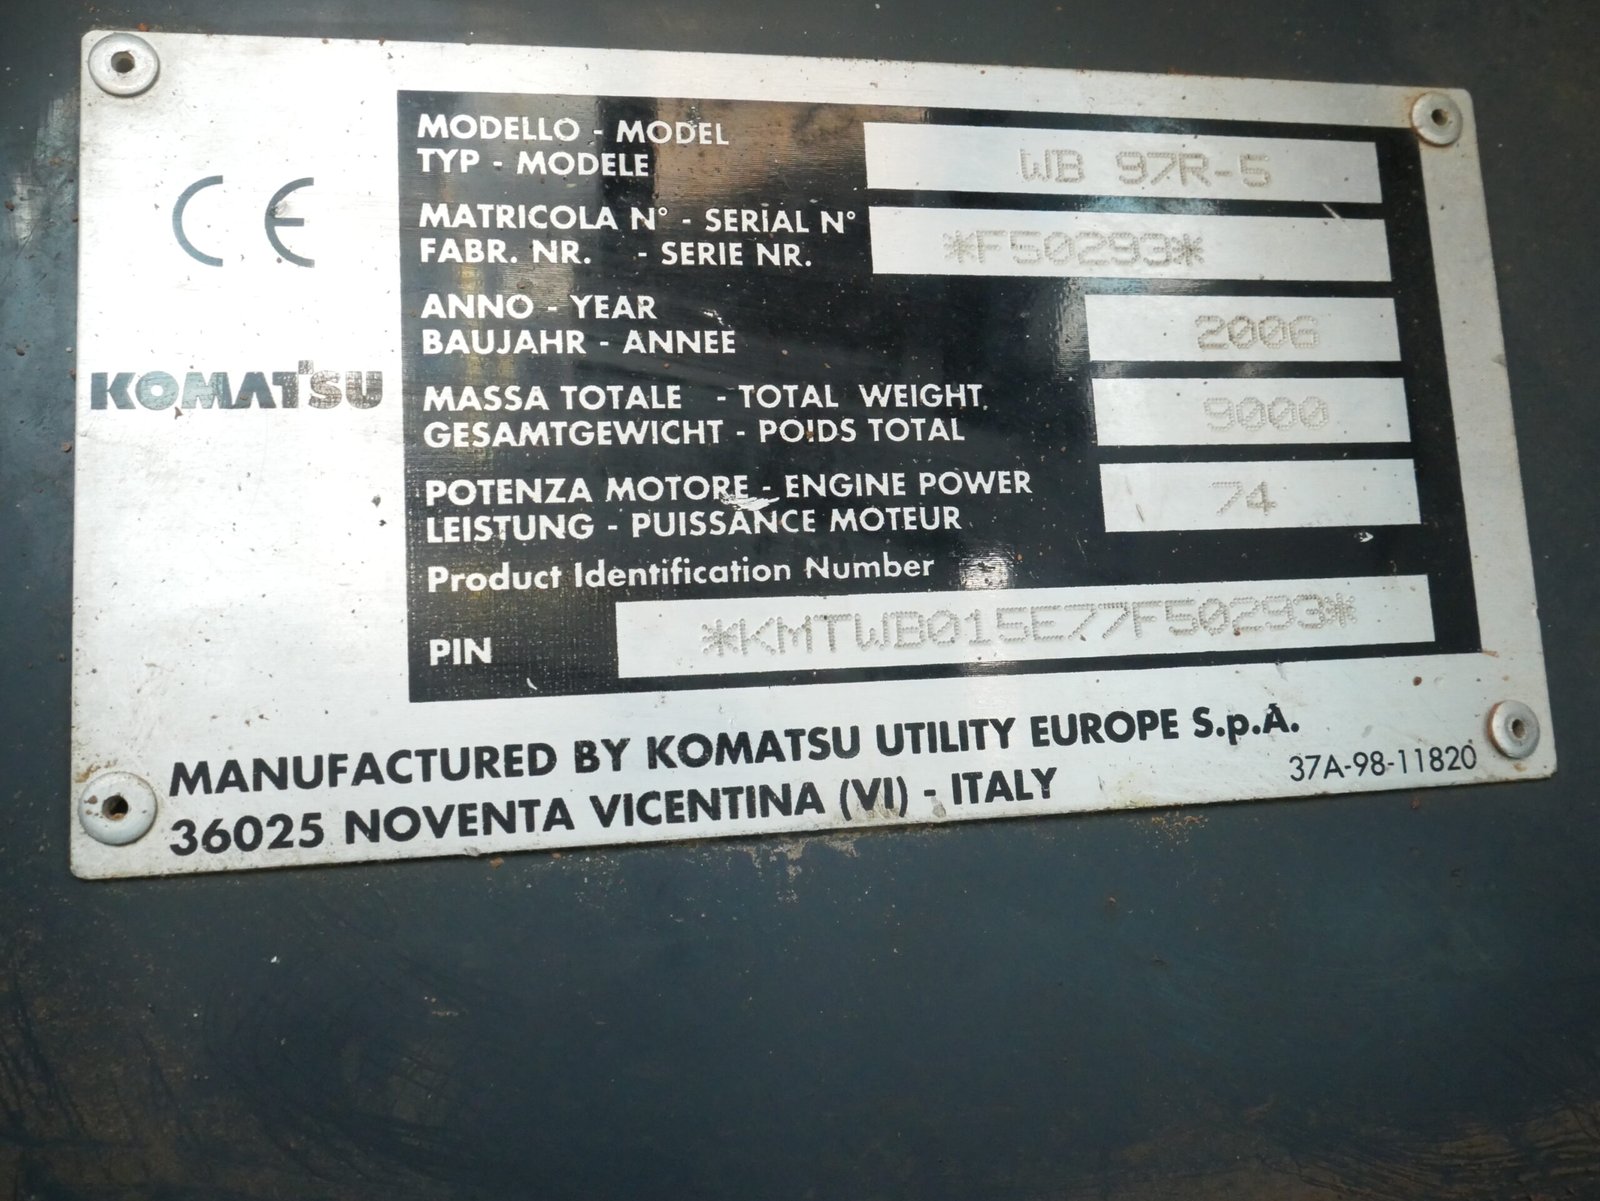 CE
KOMATSU
MODELLO - MODEL
TYP - MODELE
WB 97R-5
MATRICOLA N° - SERIAL N°
FABR. NR. - SERIE NR.
*F50293*
ANNO - YEAR
BAUJAHR - ANNEE
2006
MASSA TOTALE - TOTAL WEIGHT
GESAMTGEWICHT - POIDS TOTAL
9000
POTENZA MOTORE - ENGINE POWER
LEISTUNG - PUISSANCE MOTEUR
74
Product Identification Number
PIN
*KMTWB015E77F50293*
MANUFACTURED BY KOMATSU UTILITY EUROPE S.p.A.
36025 NOVENTA VICENTINA (VI) - ITALY
37A-98-11820